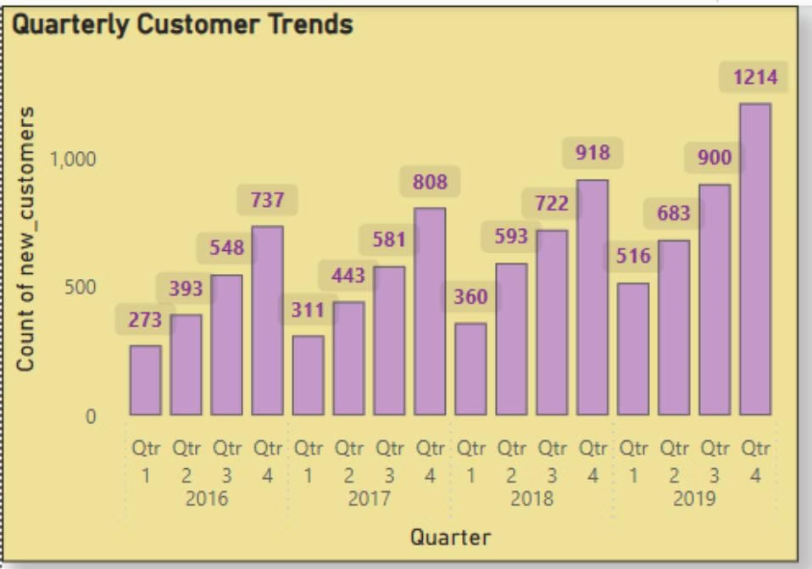 Quarterly Customer Trends
Count of new_customers
1,000
500
0
273
393
548
737
311
443
581
808
360
593
722
918
516
683
900
1214
Qtr 1
Qtr 2
Qtr 3
Qtr 4
Qtr 1
Qtr 2
Qtr 3
Qtr 4
Qtr 1
Qtr 2
Qtr 3
Qtr 4
Qtr 1
Qtr 2
Qtr 3
Qtr 4
2016
2017
2018
2019
Quarter